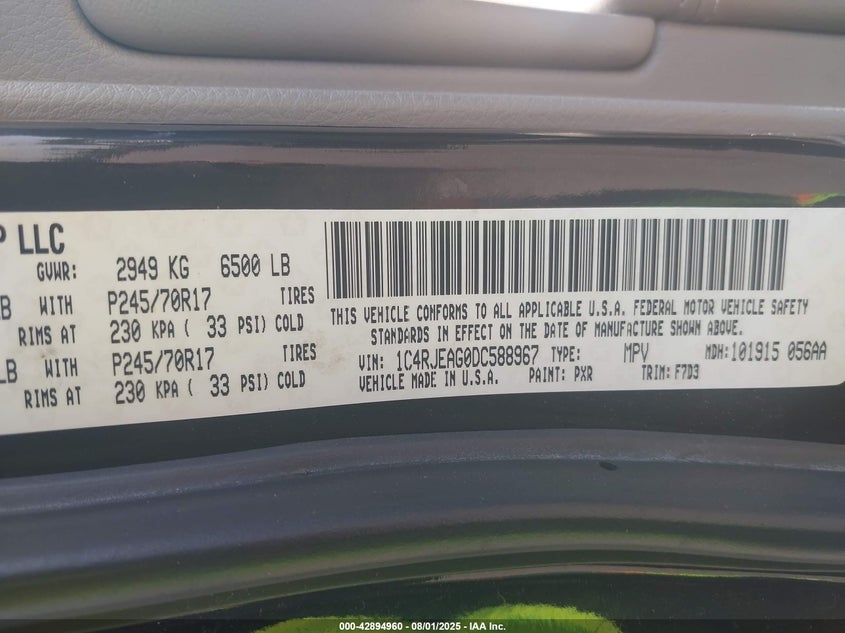 P LLC
GVWR: 2949 KG 6500 LB
LB WITH P245/70R17 TIRES
RIMS AT 230 KPA ( 33 PSI) COLD
LB WITH P245/70R17 TIRES
RIMS AT 230 KPA ( 33 PSI) COLD
THIS VEHICLE CONFORMS TO ALL APPLICABLE U.S.A. FEDERAL MOTOR VEHICLE SAFETY
STANDARDS IN EFFECT ON THE DATE OF MANUFACTURE SHOWN ABOVE.
VIN: 1C4RJEAG0DC588967 TYPE: MPV MDH: 101915 056AA
VEHICLE MADE IN U.S.A. PAINT: PXR TRIM: F7D3
000-42894960 - 08/01/2025 - IAA Inc.